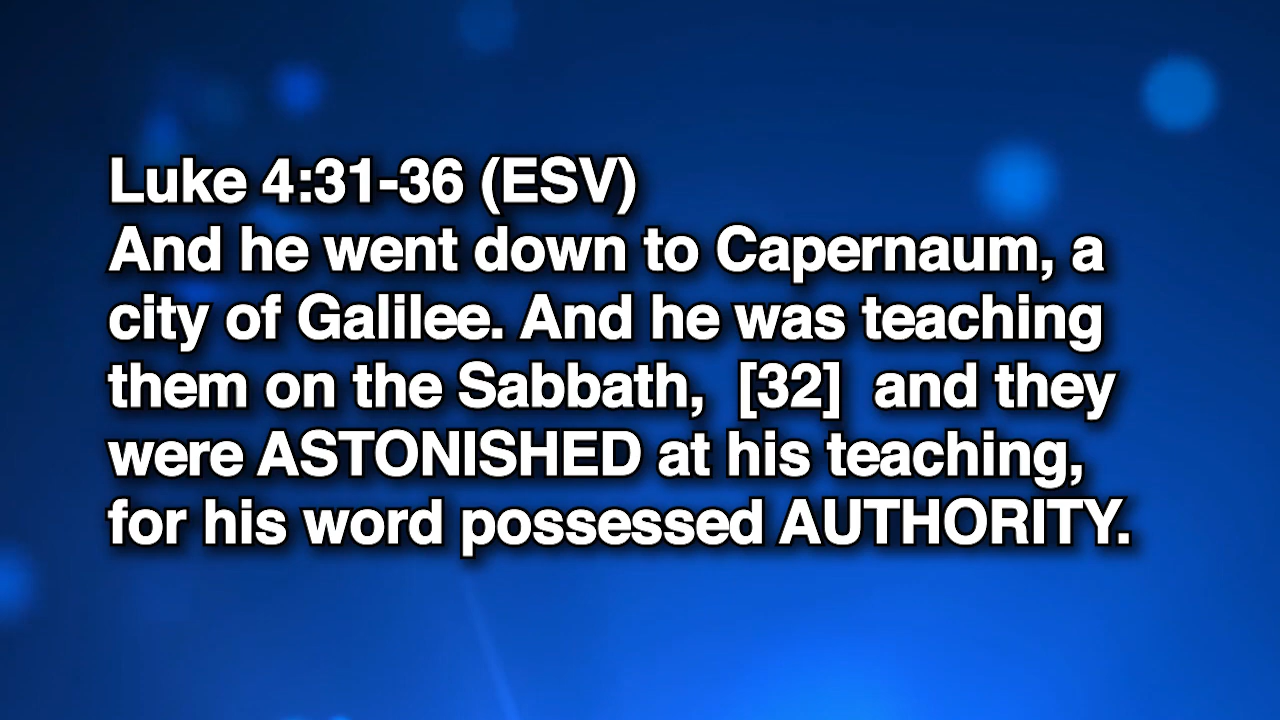 Luke 4:31-36 (ESV)
And he went down to Capernaum, a
city of Galilee. And he was teaching
them on the Sabbath,  [32]  and they
were ASTONISHED at his teaching,
for his word possessed AUTHORITY.